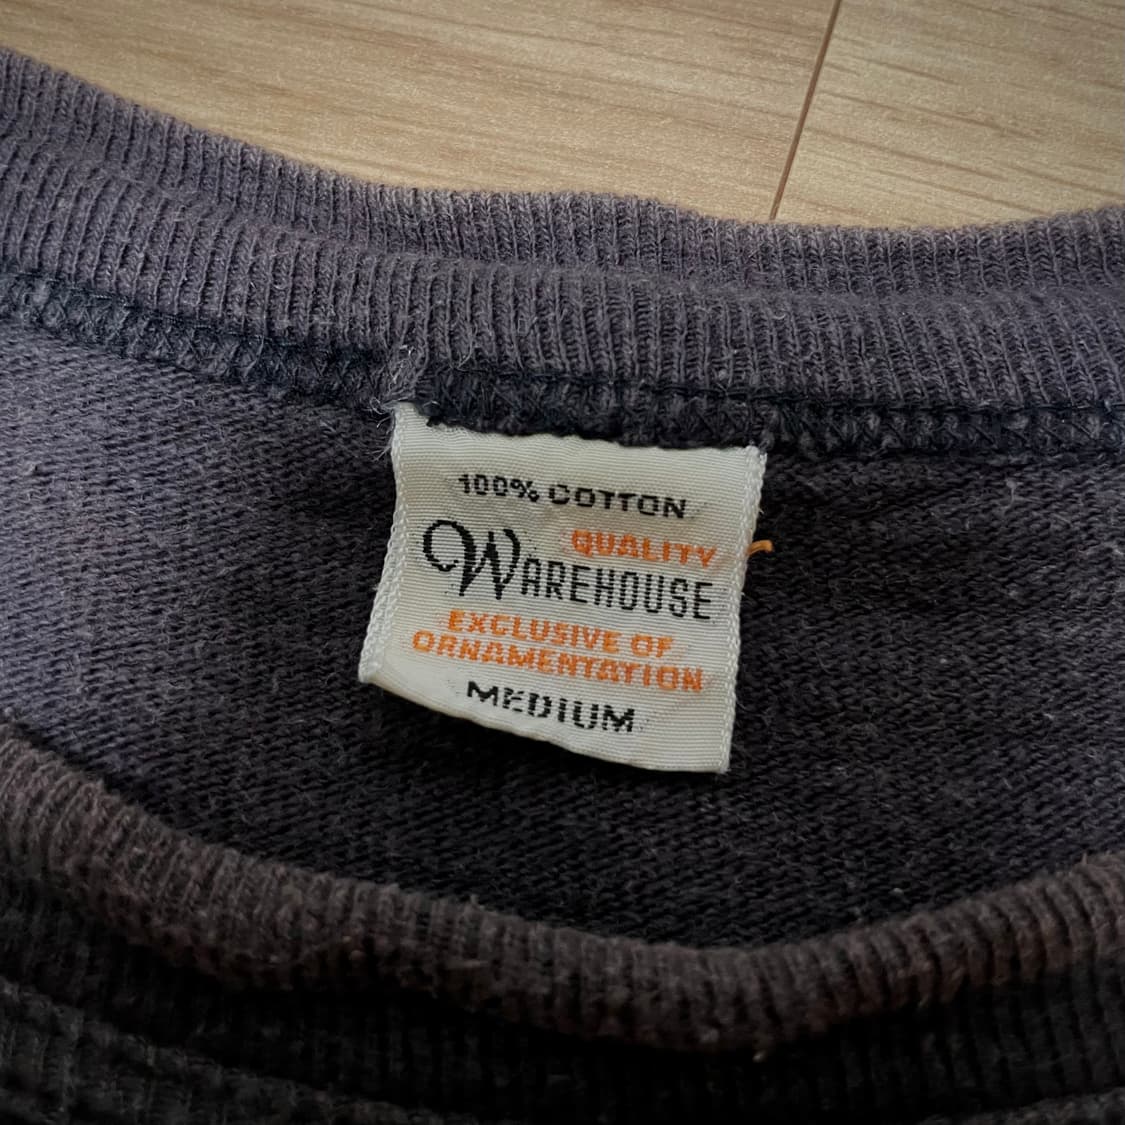 100% COTTON
QUALITY
WAREHOUSE
EXCLUSIVE OF
ORNAMENTATION
MEDIUM